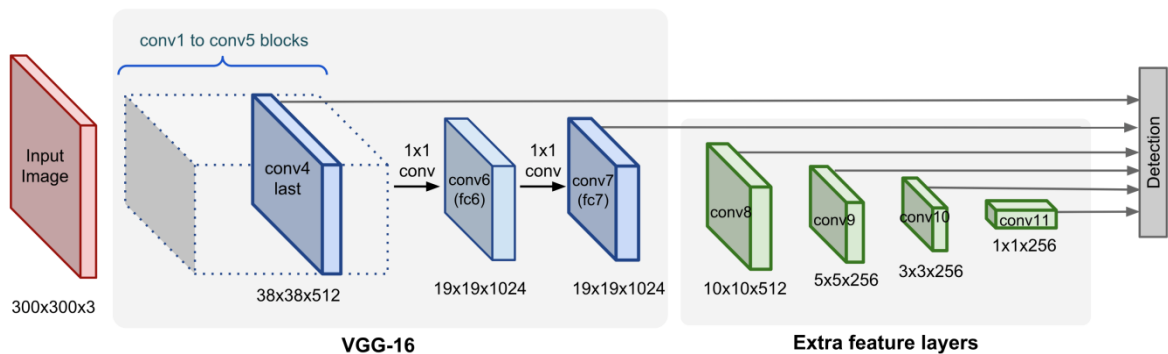 conv1 to conv5 blocks
Input
Image
conv4
last
1x1
conv
conv6
(fc6)
1x1
conv
conv7
(fc7)
conv8
conv9
conv10
conv11
Detection
300x300x3
38x38x512
19x19x1024
19x19x1024
10x10x512
5x5x256
3x3x256
1x1x256
VGG-16
Extra feature layers